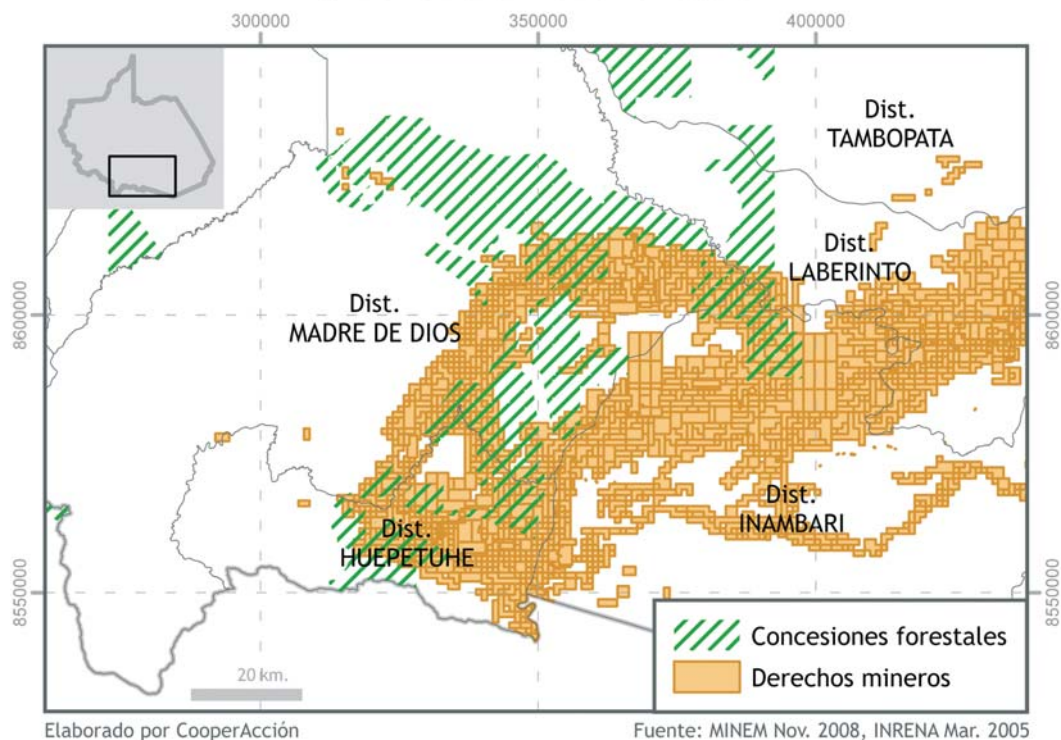 300000 350000 400000
Dist.
TAMBOPATA
Dist.
LABERINTO
Dist.
MADRE DE DIOS
8600000 8600000
Dist.
INAMBARI
Dist.
HUEPETUHE
8550000 8550000
Concesiones forestales
Derechos mineros
20 km.
Elaborado por CooperAcción Fuente: MINEM Nov. 2008, INRENA Mar. 2005